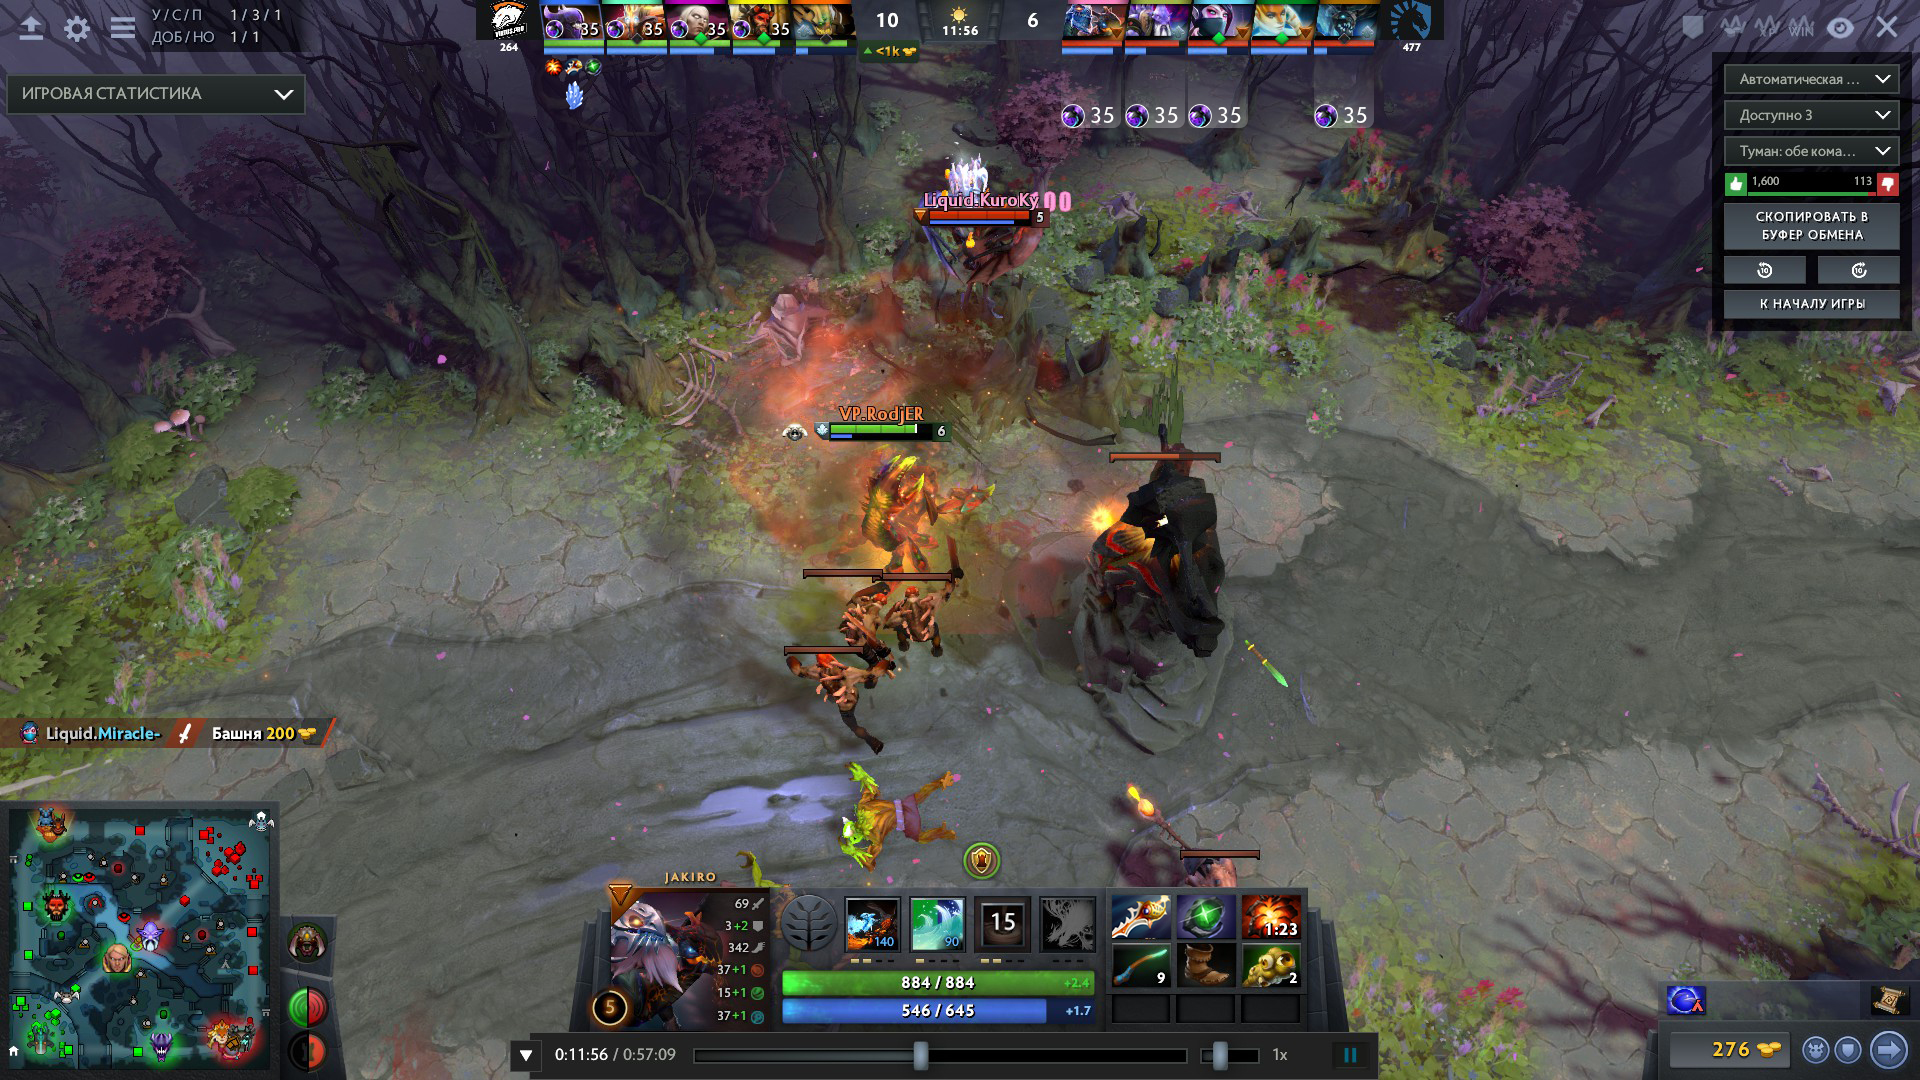 У / С / П 1 / 3 / 1
ДОБ / НО 1 / 1
264
35
35
35
35
10
11:56
6
<1k
477
ИГРОВАЯ СТАТИСТИКА
35
35
35
35
Автоматическая ...
Доступно 3
Туман: обе кома...
1,600 113
СКОПИРОВАТЬ В
БУФЕР ОБМЕНА
10 10
К НАЧАЛУ ИГРЫ
Liquid.KuroKy
5
VP.RodjER
6
Liquid.Miracle- Башня 200
JAKIRO
69
3+2
342
37+1
15+1
37+1
5
140
90
15
884 / 884 +2.4
546 / 645 +1.7
1:23
9
2
0:11:56 / 0:57:09
1x
276